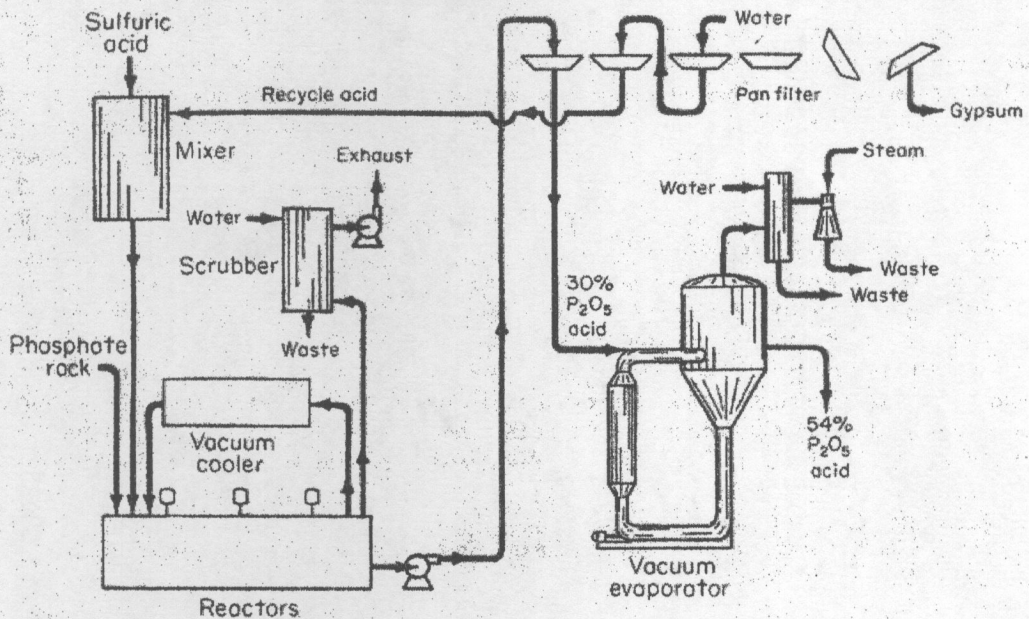 Sulfuric
acid
Water
Pan filter
Gypsum
Recycle acid
Mixer
Exhaust
Steam
Water
Water
Scrubber
Waste
Waste
30%
P₂O₅
acid
Waste
Phosphate
rock
Vacuum
cooler
54%
P₂O₅
acid
Vacuum
evaporator
Reactors